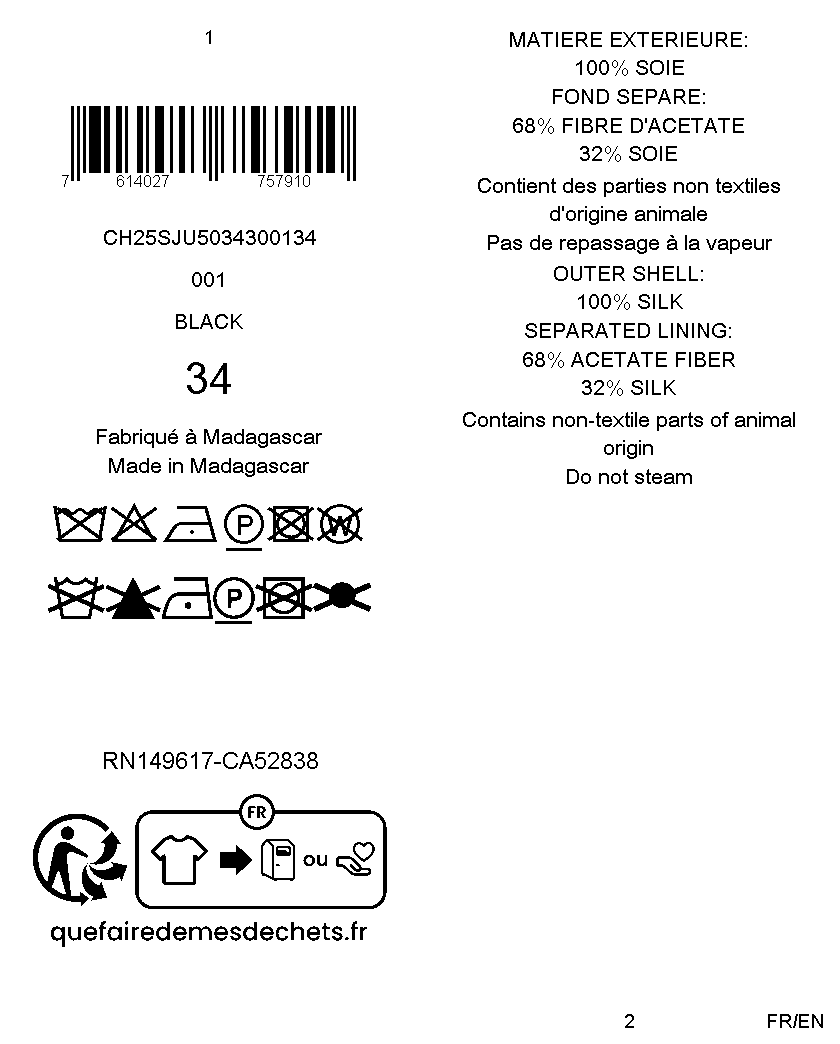 1
7 614027 757910
CH25SJU5034300134
001
BLACK
34
Fabriqué à Madagascar
Made in Madagascar
P
W
P
RN149617-CA52838
FR
ou
quefairedemesdechets.fr
MATIERE EXTERIEURE:
100% SOIE
FOND SEPARE:
68% FIBRE D'ACETATE
32% SOIE
Contient des parties non textiles
d'origine animale
Pas de repassage à la vapeur
OUTER SHELL:
100% SILK
SEPARATED LINING:
68% ACETATE FIBER
32% SILK
Contains non-textile parts of animal
origin
Do not steam
2
FR/EN